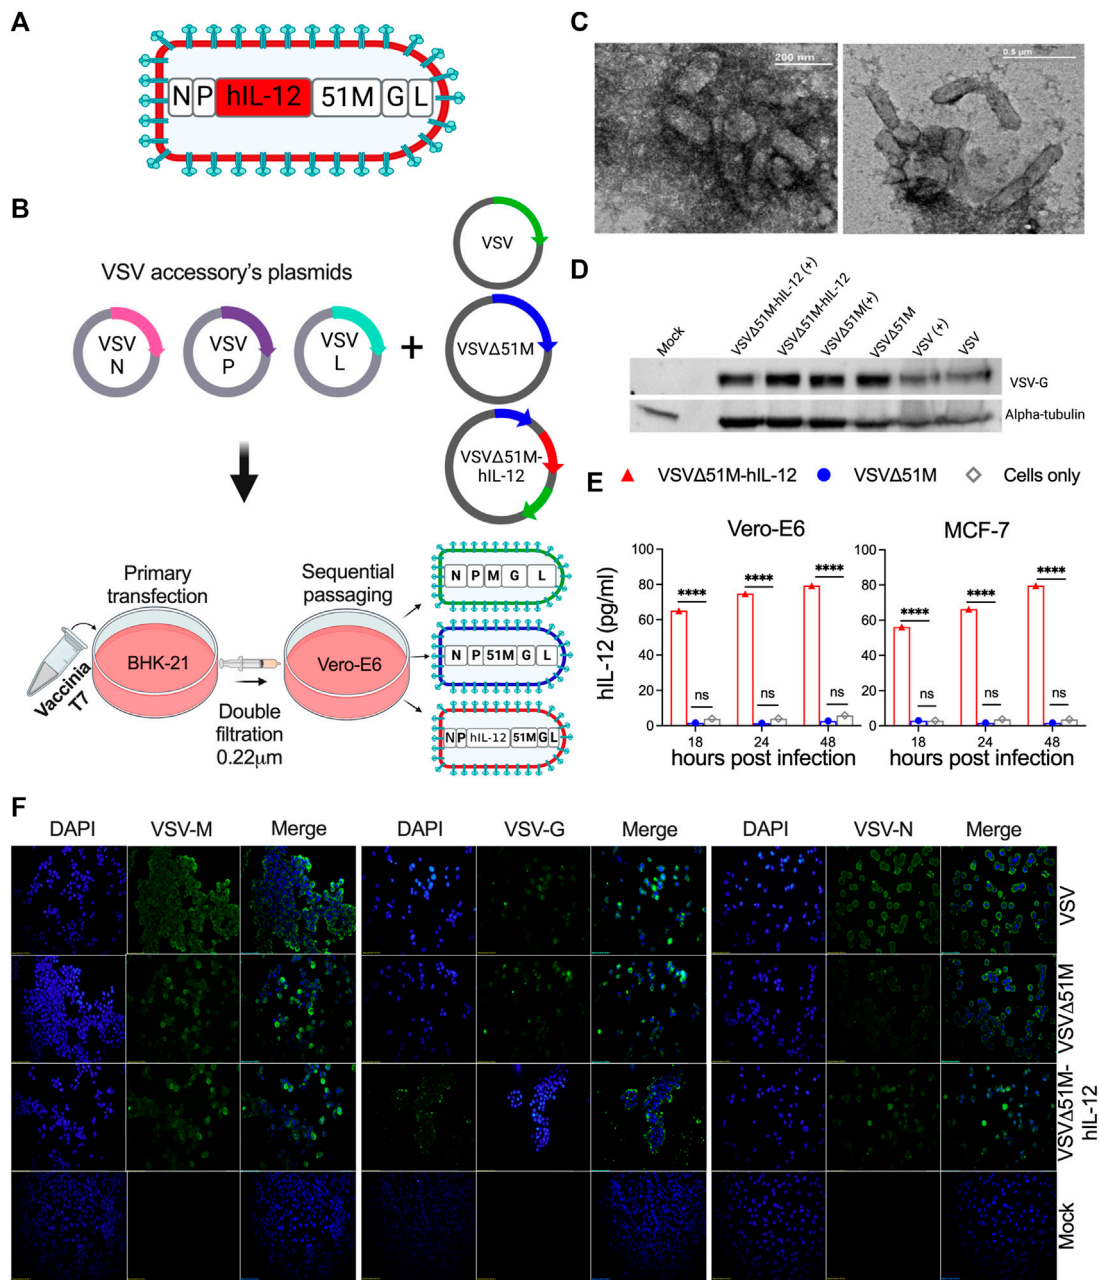 A
N P hIL-12 51M G L
B
VSV accessory's plasmids
VSV
N
VSV
P
VSV
L
+
VSV
VSVΔ51M
VSVΔ51M-
hIL-12
Primary
transfection
Sequential
passaging
Vaccinia
T7
BHK-21
Vero-E6
Double
filtration
0.22μm
N P M G L
N P 51M G L
N P hIL-12 51M G L
C
200 nm
0.5 μm
D
Mock
VSVΔ51M-hIL-12 (+)
VSVΔ51M-hIL-12
VSVΔ51M(+)
VSVΔ51M
VSV (+)
VSV
VSV-G
Alpha-tubulin
E
VSVΔ51M-hIL-12 VSVΔ51M Cells only
Vero-E6
hIL-12 (pg/ml)
100
80
60
40
20
0
**** **** ****
ns ns ns
18 24 48
hours post infection
MCF-7
100
80
60
40
20
0
**** **** ****
ns ns ns
18 24 48
hours post infection
F
DAPI VSV-M Merge DAPI VSV-G Merge DAPI VSV-N Merge
VSV
VSVΔ51M
VSVΔ51M-
hIL-12
Mock